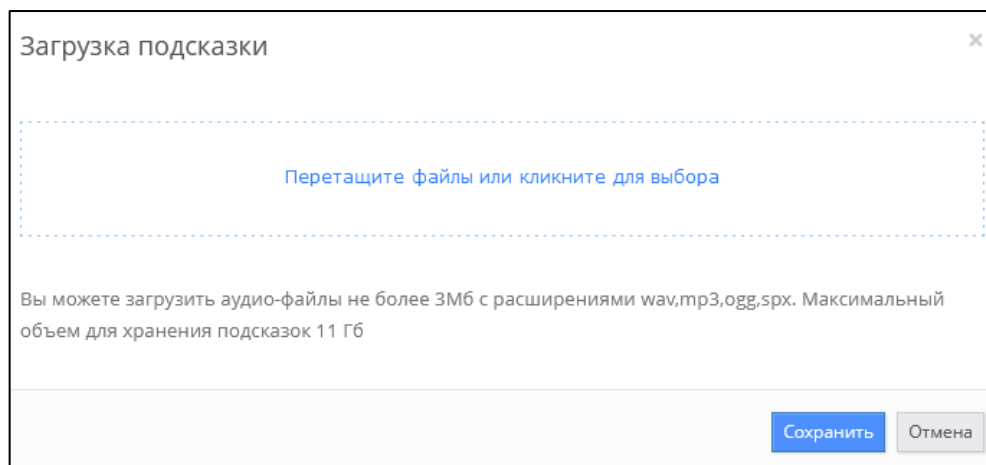 Загрузка подсказки
×
Перетащите файлы или кликните для выбора
Вы можете загрузить аудио-файлы не более 3Мб с расширениями wav,mp3,ogg,spx. Максимальный
объем для хранения подсказок 11 Гб
Сохранить Отмена